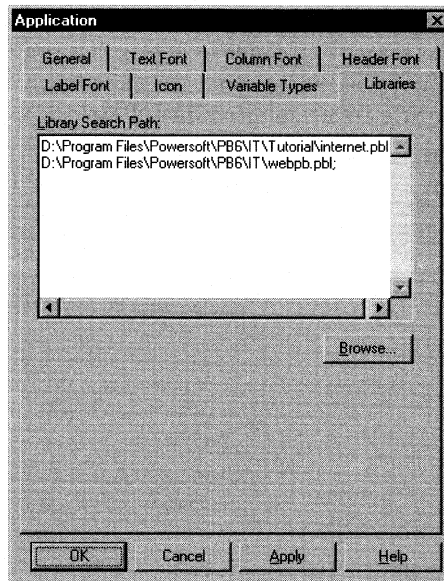 Application
General Text Font Column Font Header Font
Label Font Icon Variable Types Libraries
Library Search Path:
D:\Program Files\Powersoft\PB6\IT\Tutorial\internet.pbl
D:\Program Files\Powersoft\PB6\IT\webpb.pbl;
Browse...
OK Cancel Apply Help